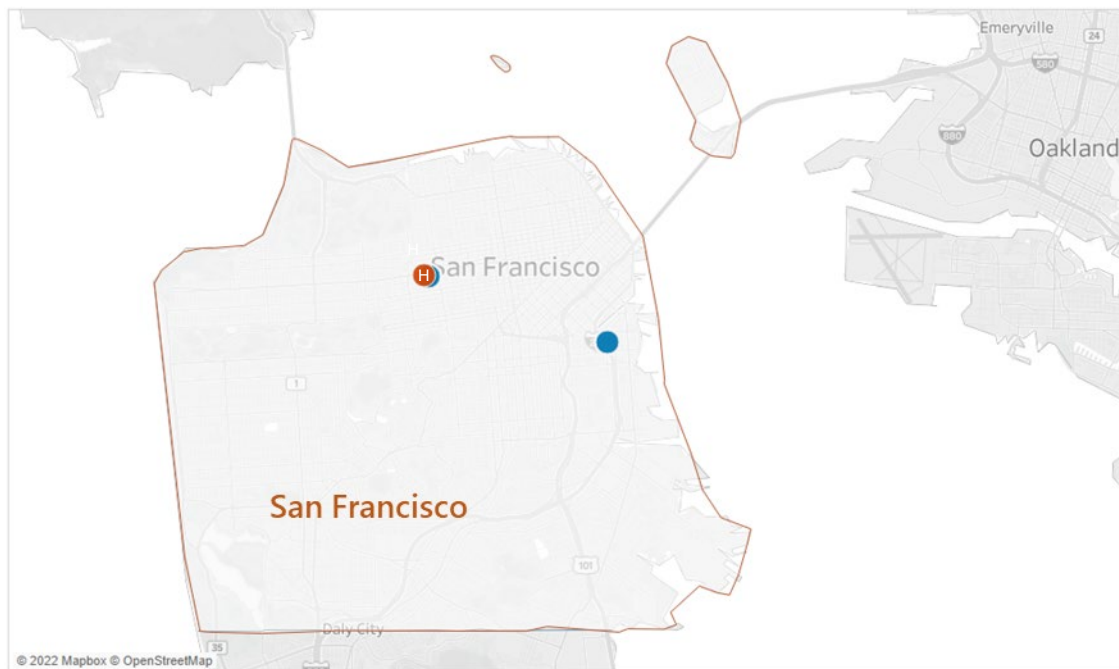 Emeryville
24
580
880
Oakland
H
San Francisco
H
1
San Francisco
101
Daly City
35
© 2022 Mapbox © OpenStreetMap